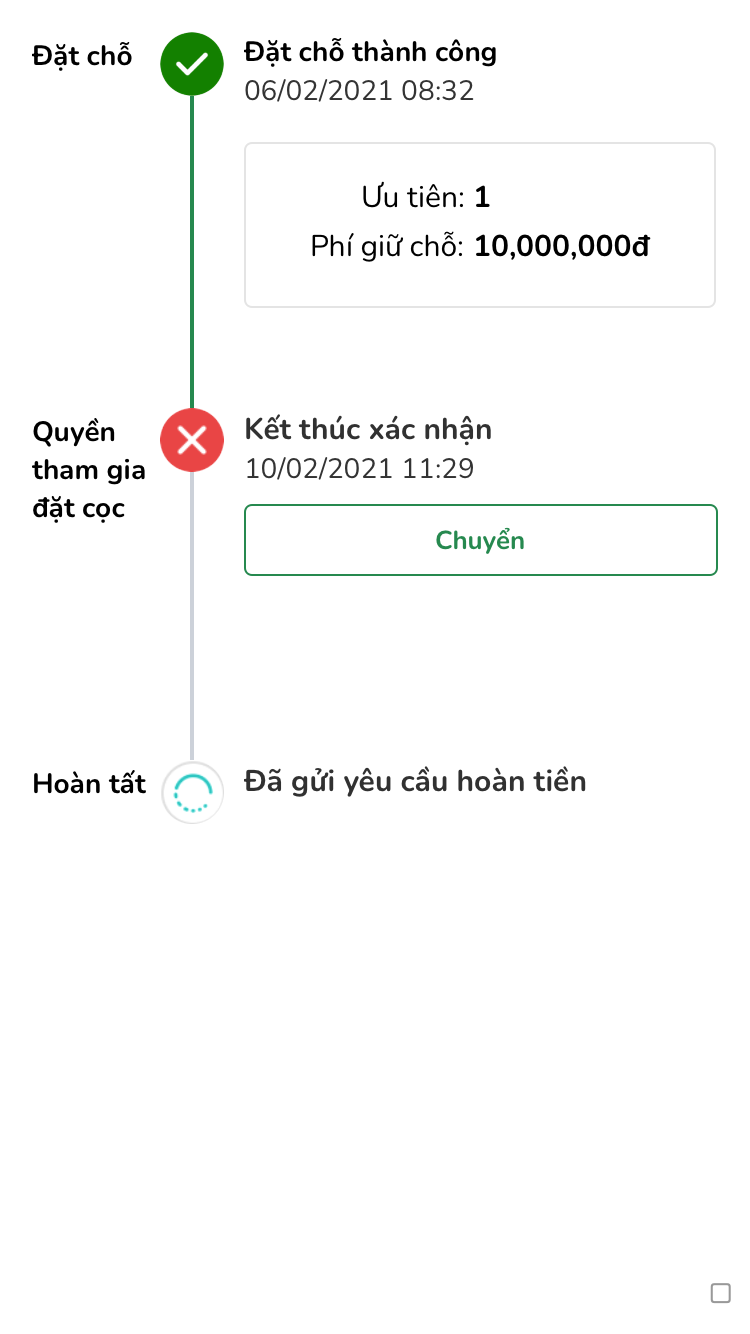 Đặt chỗ
Đặt chỗ thành công
06/02/2021 08:32
Ưu tiên: 1
Phí giữ chỗ: 10,000,000đ
Quyền
tham gia
đặt cọc
Kết thúc xác nhận
10/02/2021 11:29
Chuyển
Hoàn tất
Đã gửi yêu cầu hoàn tiền